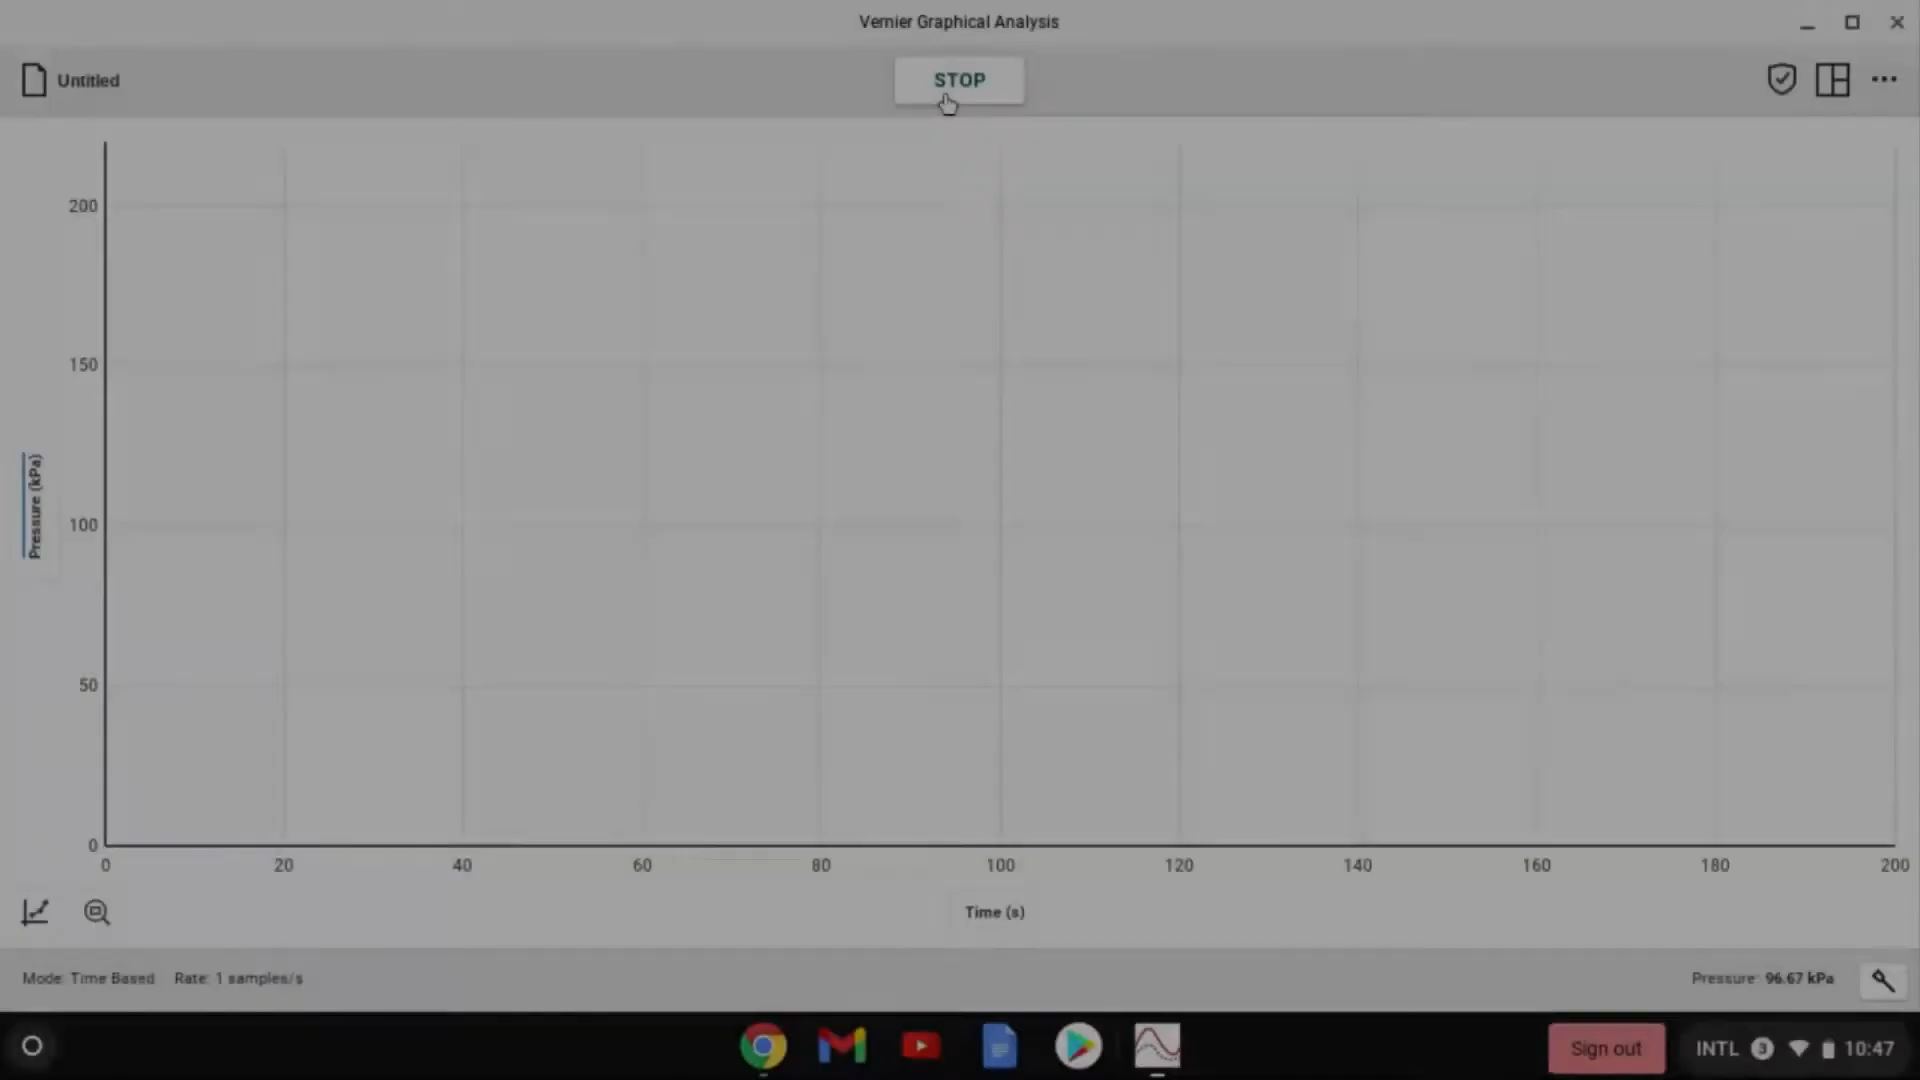 Vernier Graphical Analysis
Untitled
STOP
200
150
100
50
0
Pressure (kPa)
0 20 40 60 80 100 120 140 160 180 200
Time (s)
Mode: Time Based Rate: 1 samples/s
Pressure: 96.67 kPa
Sign out
INTL 3 10:47